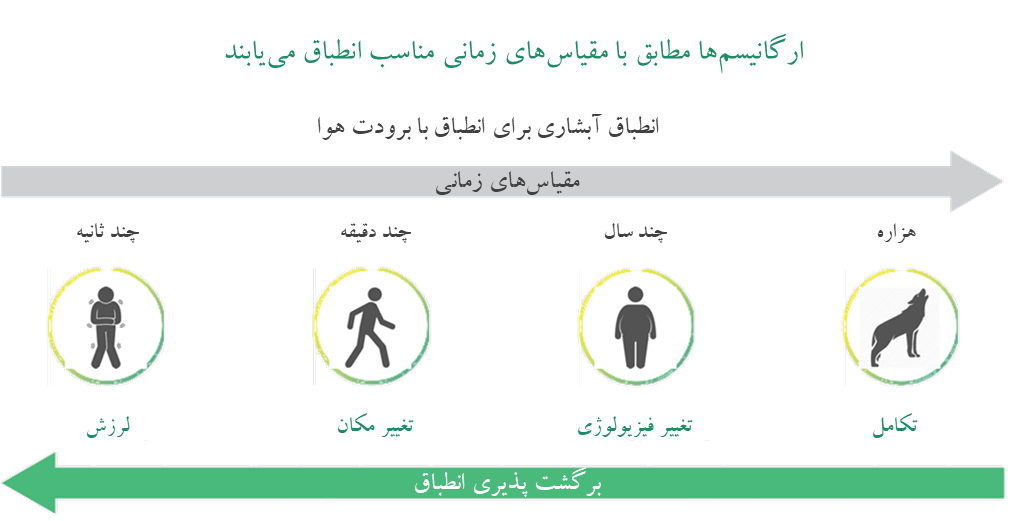 ارگانیسم‌ها مطابق با مقیاس‌های زمانی مناسب انطباق می‌یابند
انطباق آبشاری برای انطباق با برودت هوا
مقیاس‌های زمانی
هزاره
چند سال
چند دقیقه
چند ثانیه
تکامل
تغییر فیزیولوژی
تغییر مکان
لرزش
برگشت پذیری انطباق